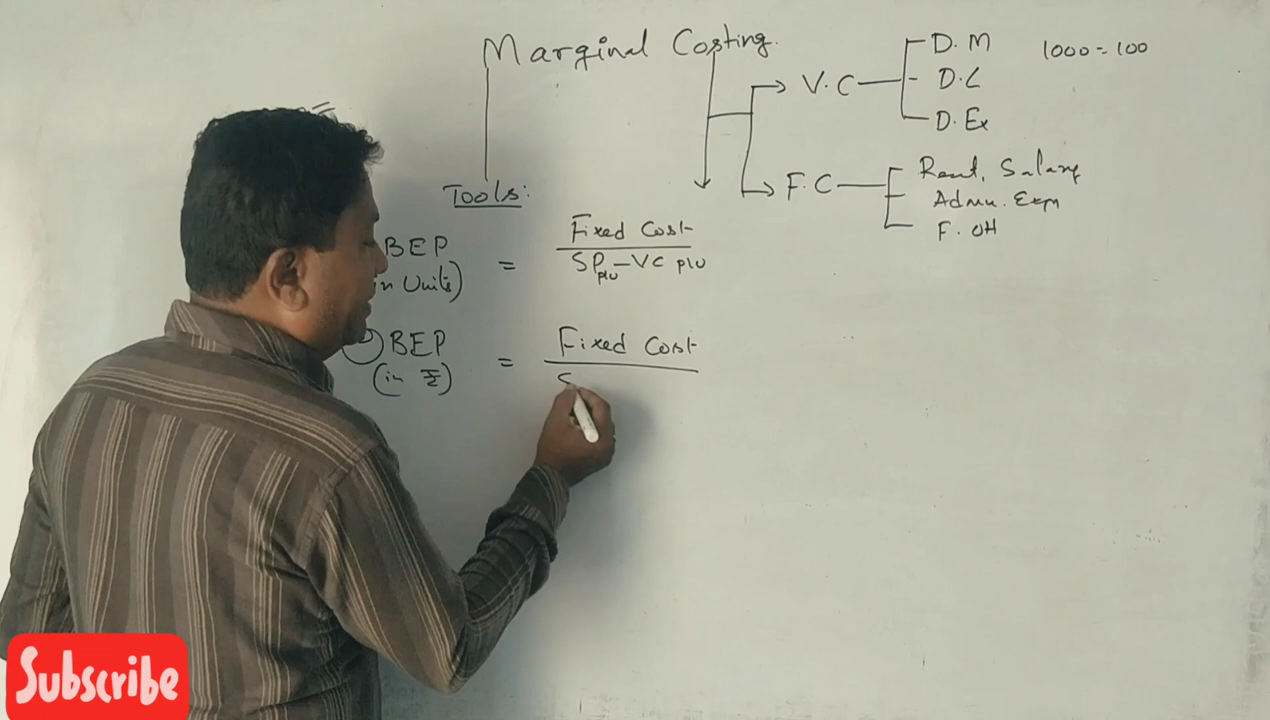 Marginal Costing.
V.C
D.M
D.L
D.Ex
1000 = 100
F.C
Rent, Salary
Admn. Exp
F. OH
Tools:
BEP = Fixed Cost
SP p/u – VC p/u
in Units)
BEP = Fixed Cost
S
(in ₹)
Subscribe